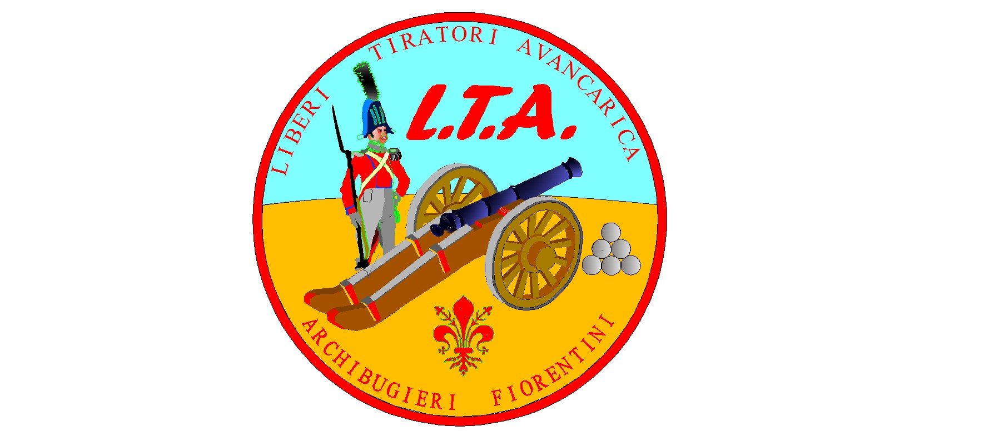 LIBERI TIRATORI AVANCARICA
L.T.A.
ARCHIBUGIERI FIORENTINI